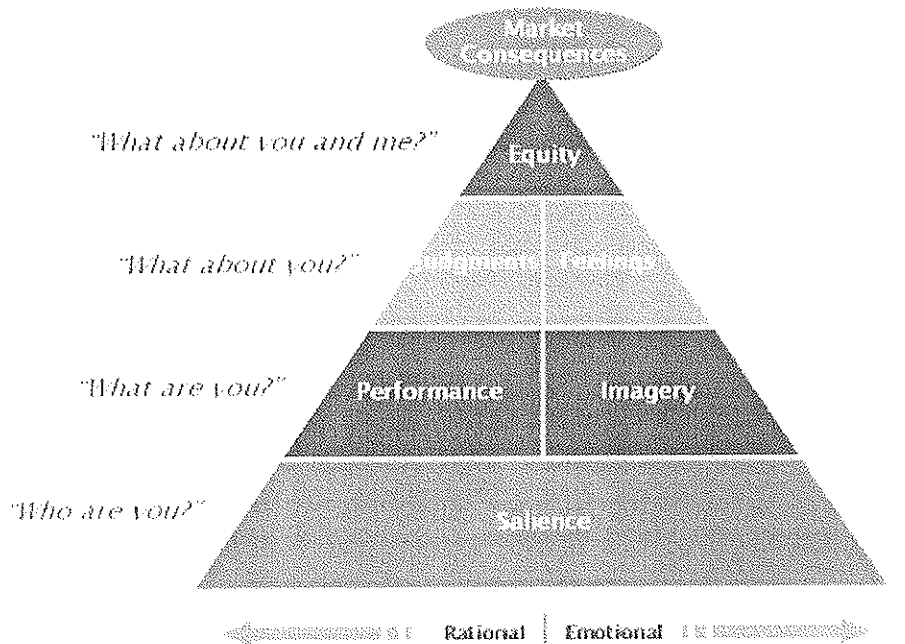 Market
Consequences
"What about you and me?"
Equity
"What about you?"
Judgments Feelings
"What are you?"
Performance Imagery
"Who are you?"
Salience
Rational Emotional